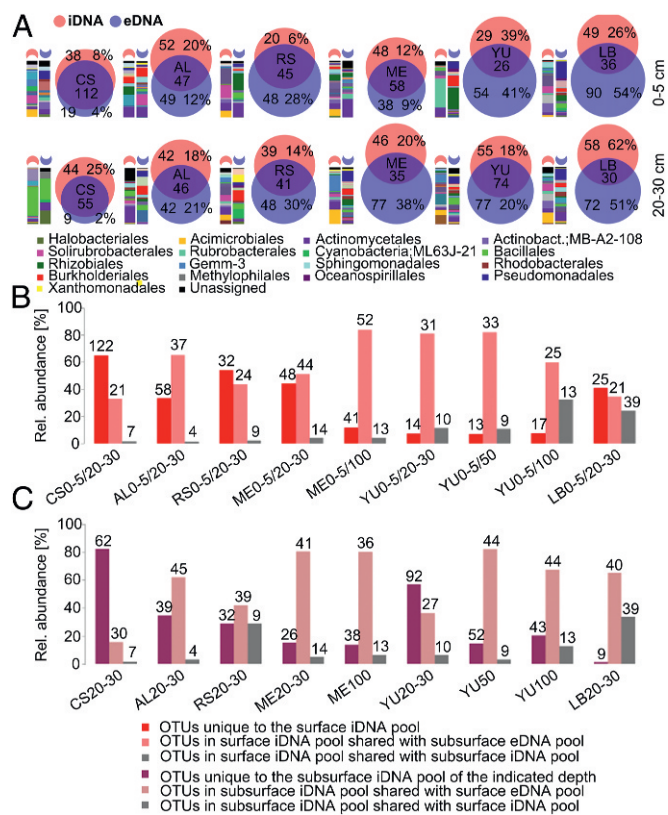 A
iDNA eDNA
38 8% CS 112 19 4%
52 20% AL 47 49 12%
20 6% RS 45 48 28%
48 12% ME 58 38 9%
29 39% YU 26 54 41%
49 26% LB 36 90 54%
0-5 cm
44 25% CS 55 9 2%
42 18% AL 46 42 21%
39 14% RS 41 48 30%
46 20% ME 35 77 38%
55 18% YU 74 77 20%
58 62% LB 30 72 51%
20-30 cm
Halobacteriales Acimicrobiales Actinomycetales Actinobact.;MB-A2-108
Solirubrobacterales Rubrobacterales Cyanobacteria;ML63J-21 Bacillales
Rhizobiales Gemm-3 Sphingomonadales Rhodobacterales
Burkholderiales Methylophilales Oceanospirillales Pseudomonadales
Xanthomonadales Unassigned
B
Rel. abundance [%]
100
80
60
40
20
0
122 21 7
58 37 4
32 24 9
48 44 14
41 52 13
14 31 10
13 33 9
17 25 13
25 21 39
CS0-5/20-30 AL0-5/20-30 RS0-5/20-30 ME0-5/20-30 ME0-5/100 YU0-5/20-30 YU0-5/50 YU0-5/100 LB0-5/20-30
C
Rel. abundance [%]
100
80
60
40
20
0
62 30 7
39 45 4
32 39 9
26 41 14
38 36 13
92 27 10
52 44 9
43 44 13
9 40 39
CS20-30 AL20-30 RS20-30 ME20-30 ME100 YU20-30 YU50 YU100 LB20-30
OTUs unique to the surface iDNA pool
OTUs in surface iDNA pool shared with subsurface eDNA pool
OTUs in surface iDNA pool shared with subsurface iDNA pool
OTUs unique to the subsurface iDNA pool of the indicated depth
OTUs in subsurface iDNA pool shared with surface eDNA pool
OTUs in subsurface iDNA pool shared with surface iDNA pool